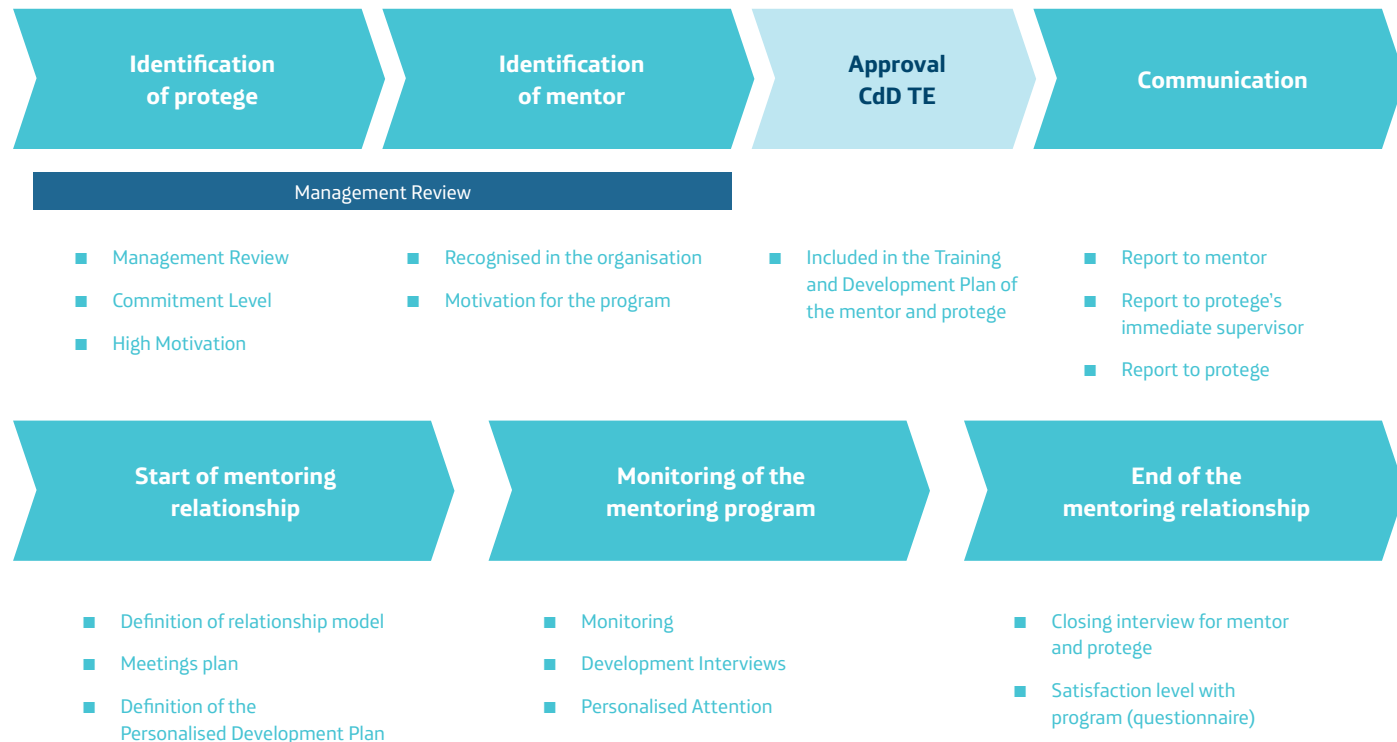 Identification
of protege
Identification
of mentor
Approval
CdD TE
Communication
Management Review
Management Review
Commitment Level
High Motivation
Recognised in the organisation
Motivation for the program
Included in the Training
and Development Plan of
the mentor and protege
Report to mentor
Report to protege's
immediate supervisor
Report to protege
Start of mentoring
relationship
Monitoring of the
mentoring program
End of the
mentoring relationship
Definition of relationship model
Meetings plan
Definition of the
Personalised Development Plan
Monitoring
Development Interviews
Personalised Attention
Closing interview for mentor
and protege
Satisfaction level with
program (questionnaire)